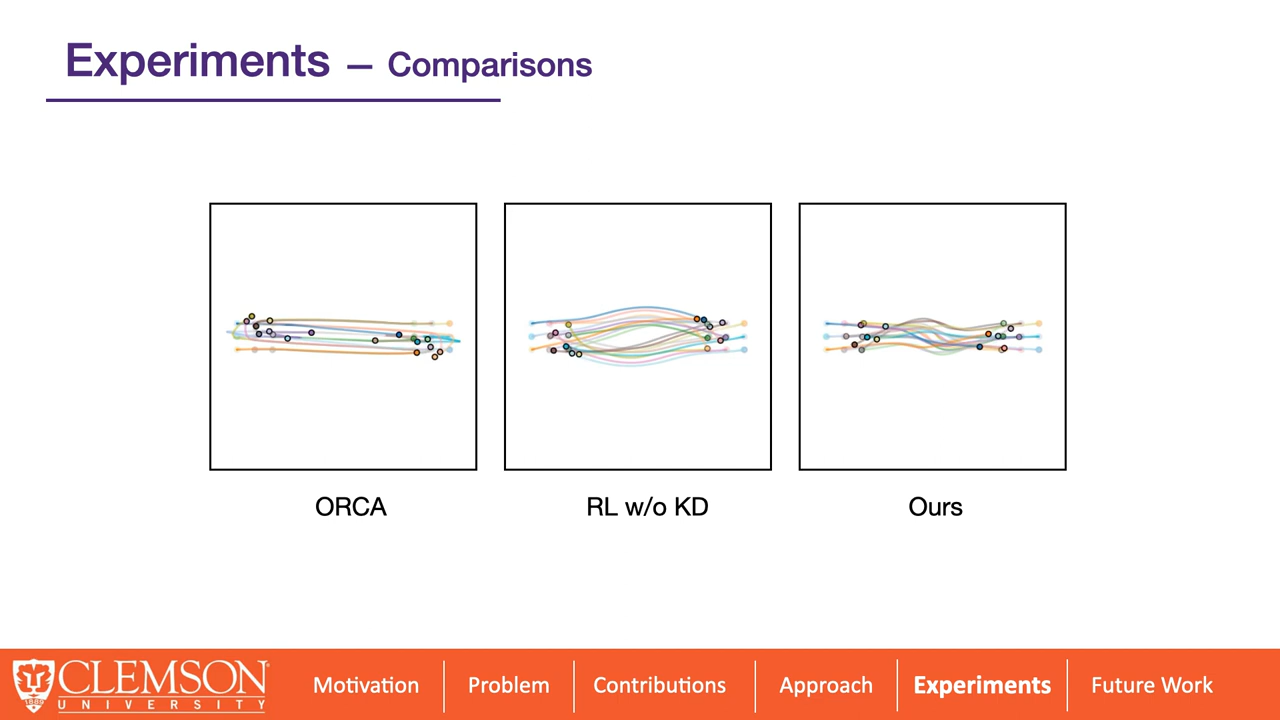 Experiments — Comparisons
ORCA
RL w/o KD
Ours
CLEMSON
UNIVERSITY
Motivation
Problem
Contributions
Approach
Experiments
Future Work